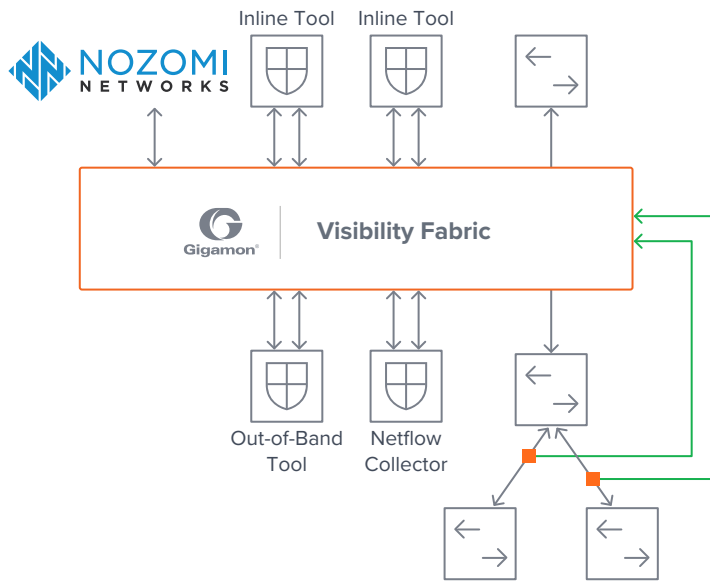 Inline Tool
Inline Tool
NOZOMI
NETWORKS
Gigamon®
Visibility Fabric
Out-of-Band
Tool
Netflow
Collector